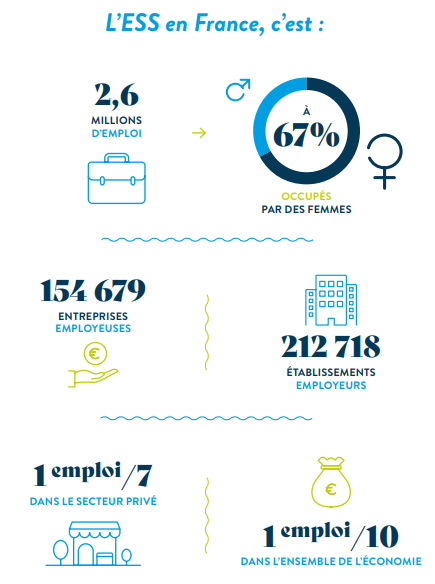 L'ESS en France, c'est :
2,6
MILLIONS
D'EMPLOI
À
67%
OCCUPÉS
PAR DES FEMMES
154 679
ENTREPRISES
EMPLOYEUSES
€
212 718
ÉTABLISSEMENTS
EMPLOYEURS
1 emploi/7
DANS LE SECTEUR PRIVÉ
€
1 emploi/10
DANS L'ENSEMBLE DE L'ÉCONOMIE